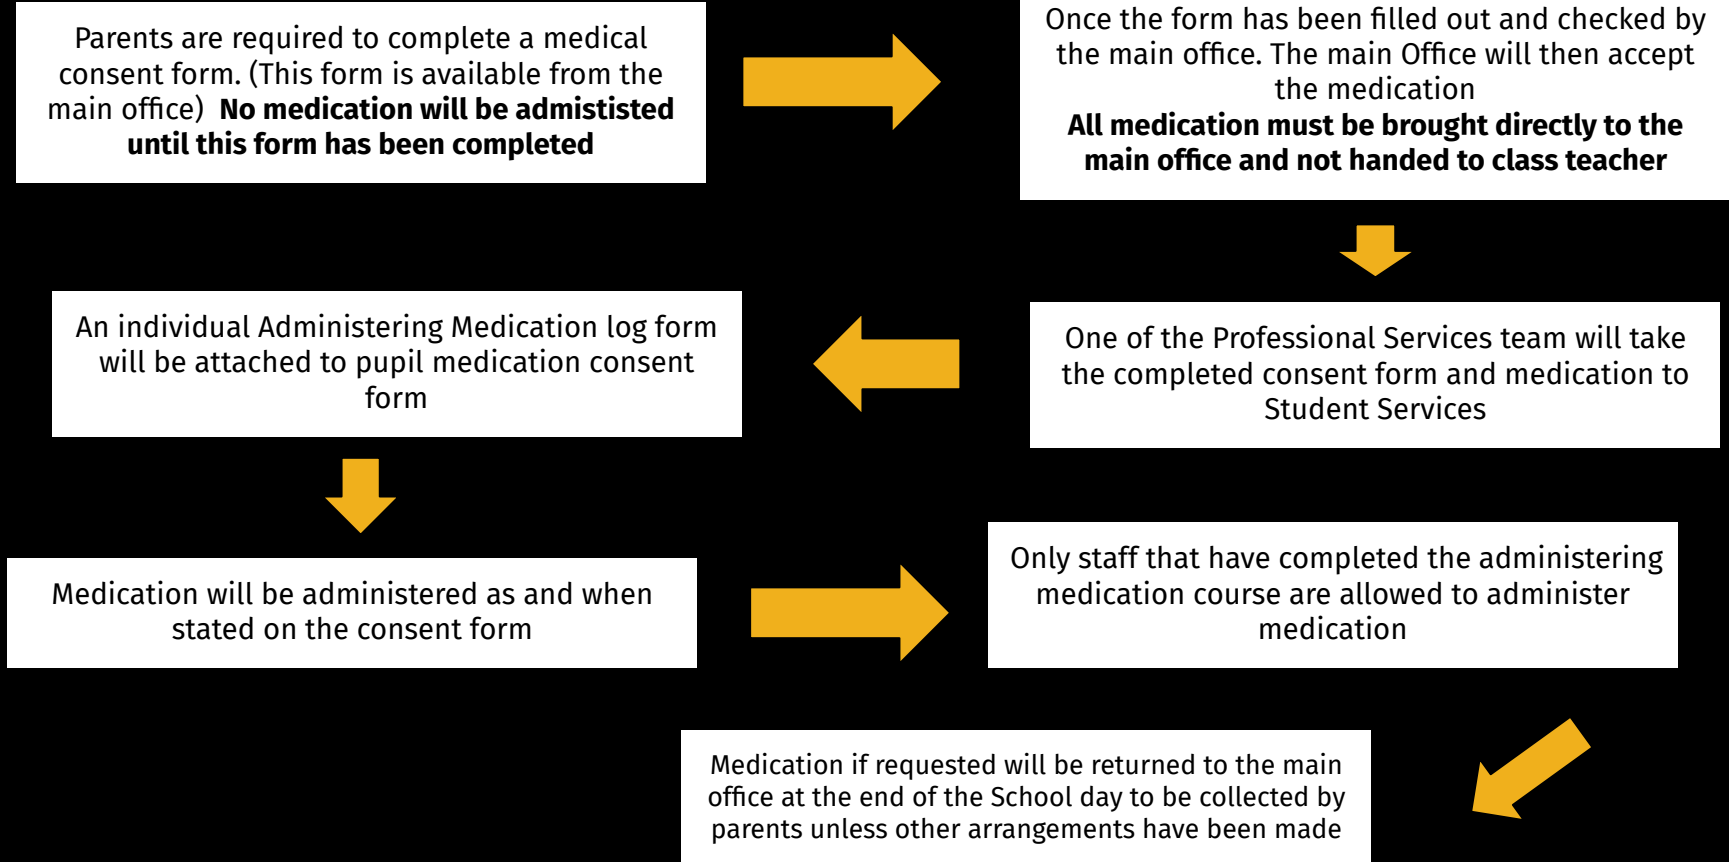 Parents are required to complete a medical
consent form. (This form is available from the
main office) No medication will be admististed
until this form has been completed
Once the form has been filled out and checked by
the main office. The main Office will then accept
the medication
All medication must be brought directly to the
main office and not handed to class teacher
One of the Professional Services team will take
the completed consent form and medication to
Student Services
An individual Administering Medication log form
will be attached to pupil medication consent
form
Medication will be administered as and when
stated on the consent form
Only staff that have completed the administering
medication course are allowed to administer
medication
Medication if requested will be returned to the main
office at the end of the School day to be collected by
parents unless other arrangements have been made